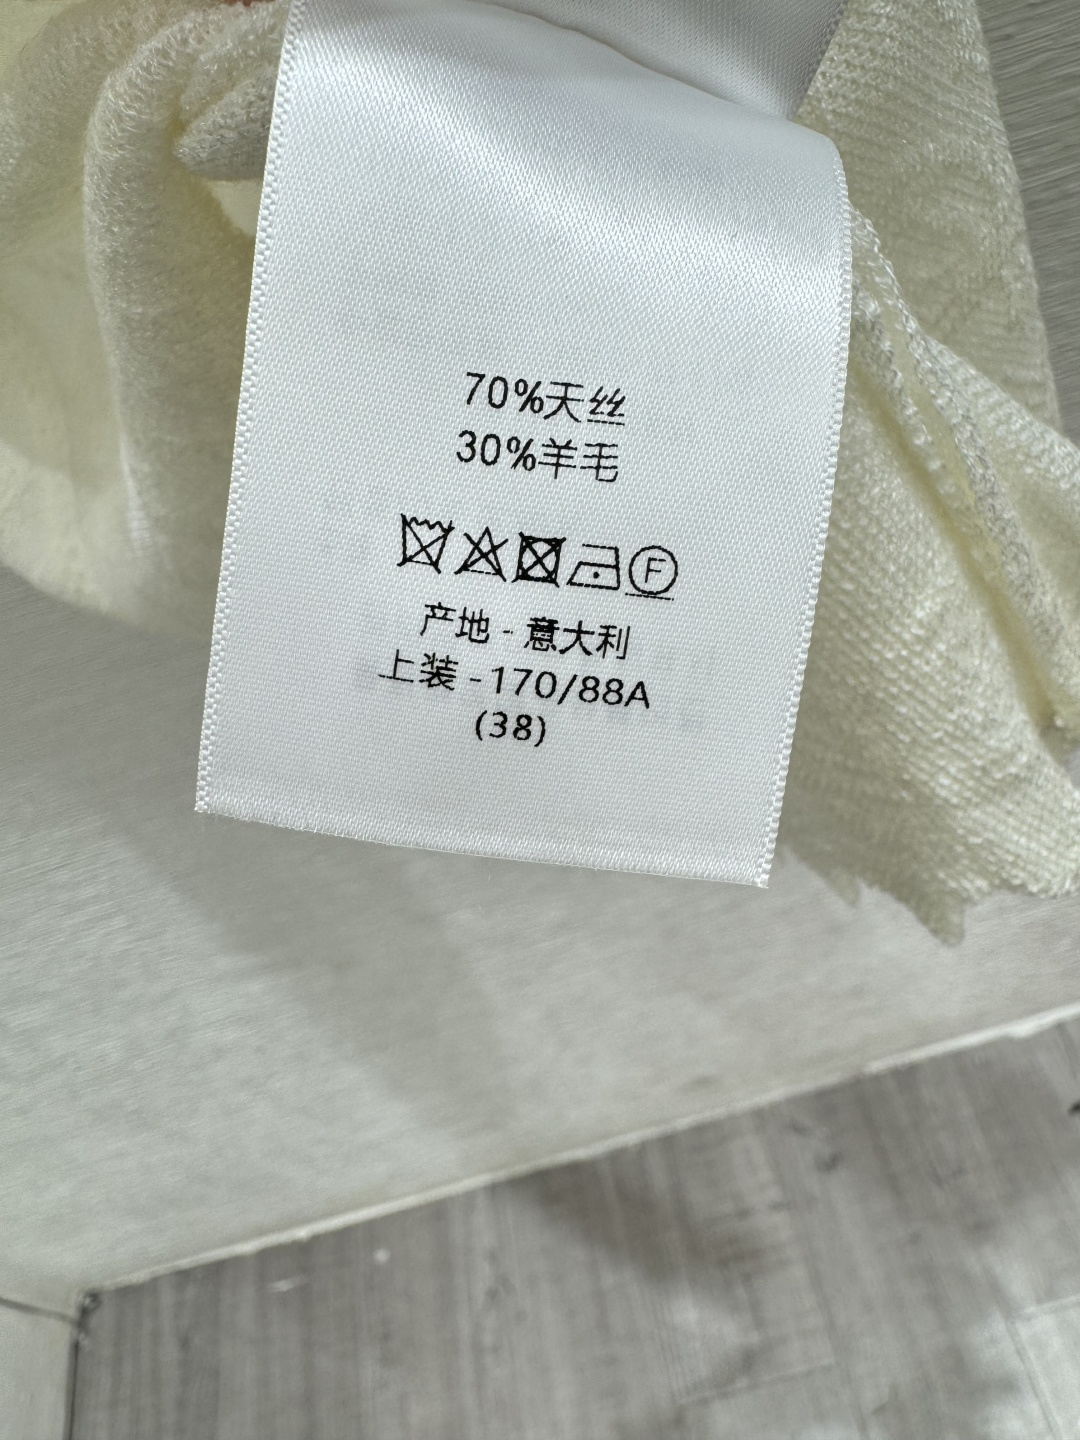 70%天丝
30%羊毛
F
产地 - 意大利
上装 - 170/88A
(38)